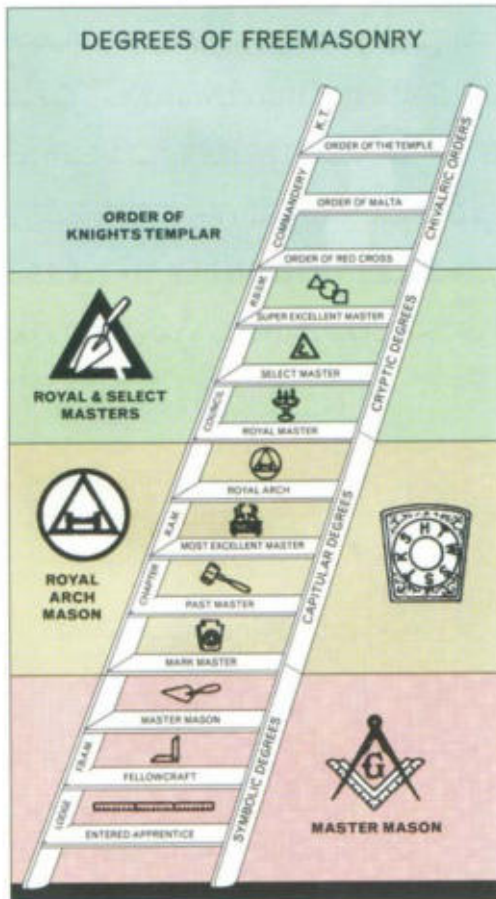 DEGREES OF FREEMASONRY
K.T.
ORDER OF THE TEMPLE
CHIVALRIC ORDERS
COMMANDERY
ORDER OF MALTA
ORDER OF
KNIGHTS TEMPLAR
ORDER OF RED CROSS
SUPER EXCELLENT MASTER
CRYPTIC DEGREES
SELECT MASTER
ROYAL & SELECT
MASTERS
COUNCIL
ROYAL MASTER
ROYAL ARCH
R.A.M.
MOST EXCELLENT MASTER
CAPITULAR DEGREES
ROYAL
ARCH
MASON
CHAPTER
PAST MASTER
MARK MASTER
H T W S S T K S
MASTER MASON
F.&A.M.
FELLOWCRAFT
SYMBOLIC DEGREES
G
MASTER MASON
LODGE
ENTERED APPRENTICE